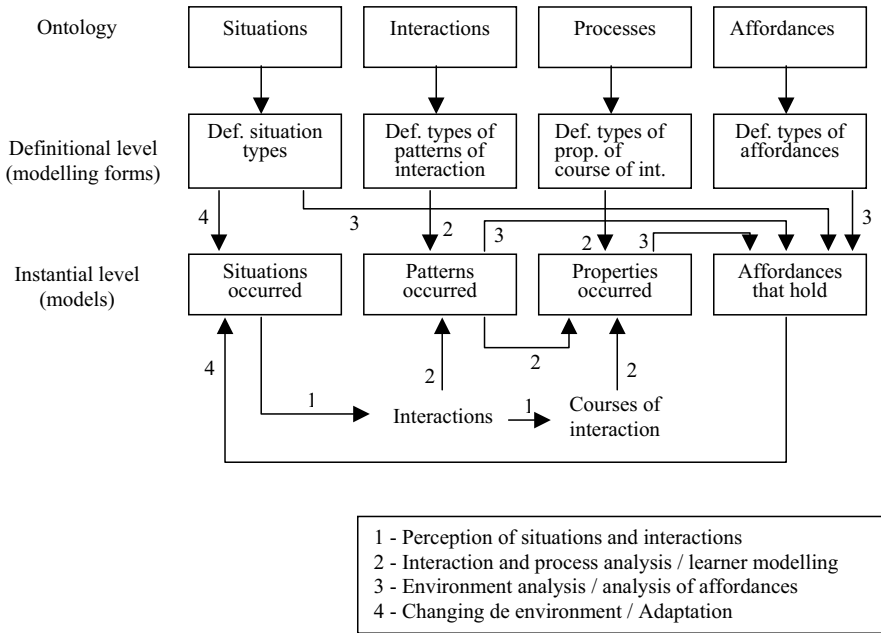 Ontology
Situations
Interactions
Processes
Affordances
Definitional level
(modelling forms)
Def. situation
types
Def. types of
patterns of
interaction
Def. types of
prop. of
course of int.
Def. types of
affordances
4
3
2
3
2
3
3
Instantial level
(models)
Situations
occurred
Patterns
occurred
Properties
occurred
Affordances
that hold
4
1
2
2
1
2
Interactions
Courses of
interaction
1 - Perception of situations and interactions
2 - Interaction and process analysis / learner modelling
3 - Environment analysis / analysis of affordances
4 - Changing de environment / Adaptation